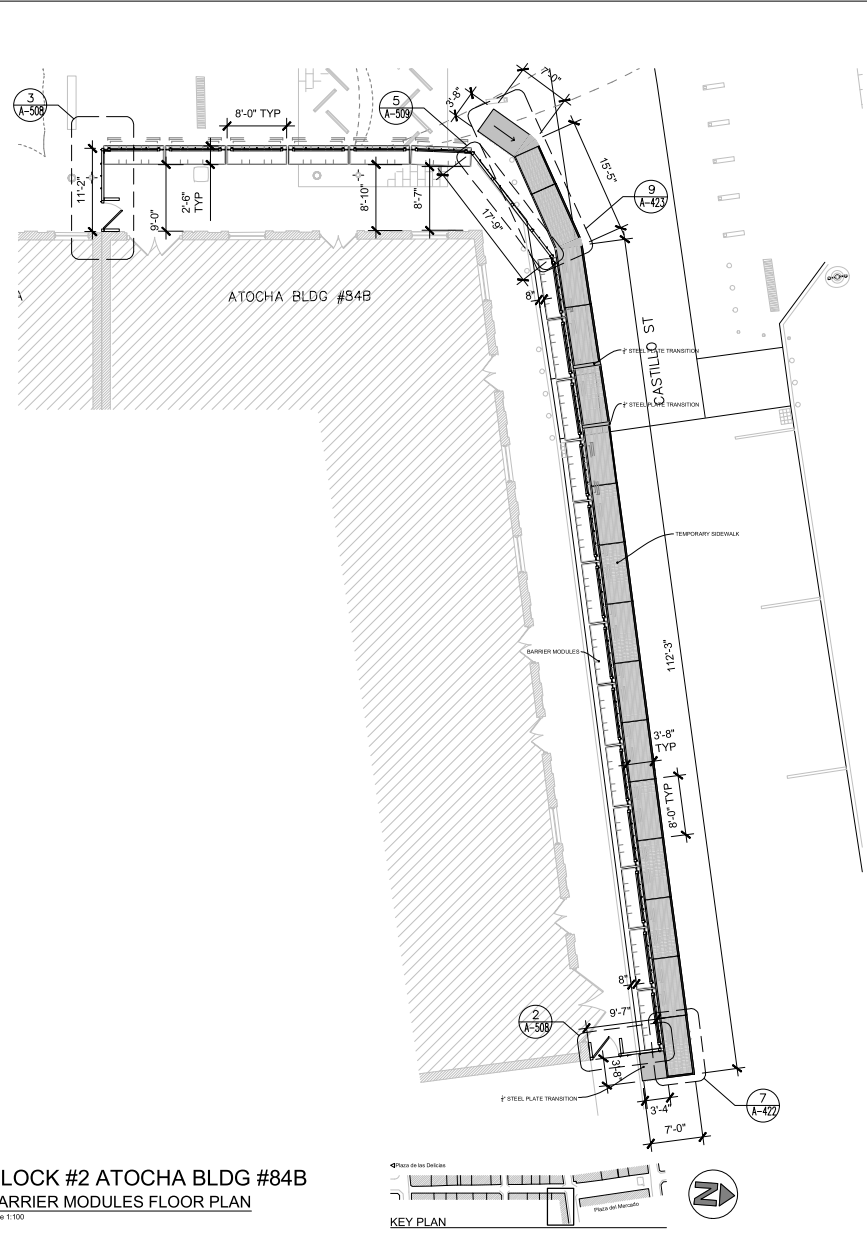 3
A-508
8'-0" TYP
5
A-509
3'-8"
7'-0"
15'-5"
9
A-423
11'-2"
9'-0"
2'-6"
TYP
8'-10"
8'-7"
17'-9"
8"
ATOCHA BLDG #84B
CASTILLO ST
STEEL PLATE TRANSITION
STEEL PLATE TRANSITION
TEMPORARY SIDEWALK
BARRIER MODULES
112'-3"
3'-8"
TYP
8'-0" TYP
8"
9'-7"
2
A-508
3'-8"
STEEL PLATE TRANSITION
3'-4"
7'-0"
7
A-422
LOCK #2 ATOCHA BLDG #84B
ARRIER MODULES FLOOR PLAN
e 1:100
Plaza de las Delicias
Plaza del Mercado
KEY PLAN
N